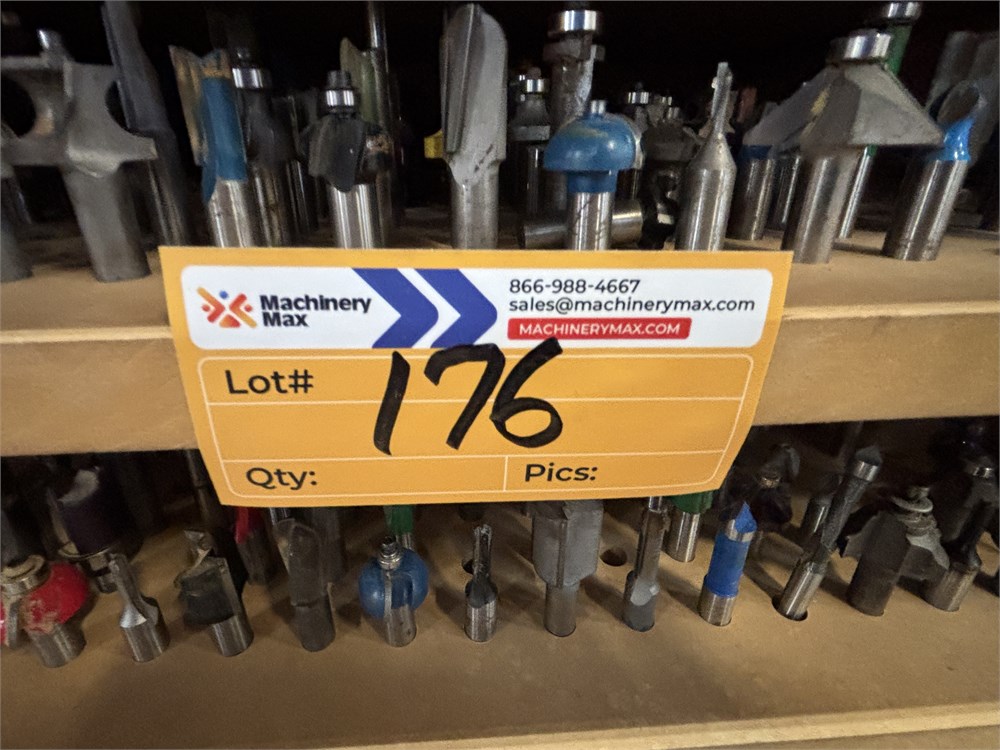 Machinery
Max
866-988-4667
sales@machinerymax.com
MACHINERYMAX.COM
Lot# 176
Qty:
Pics: